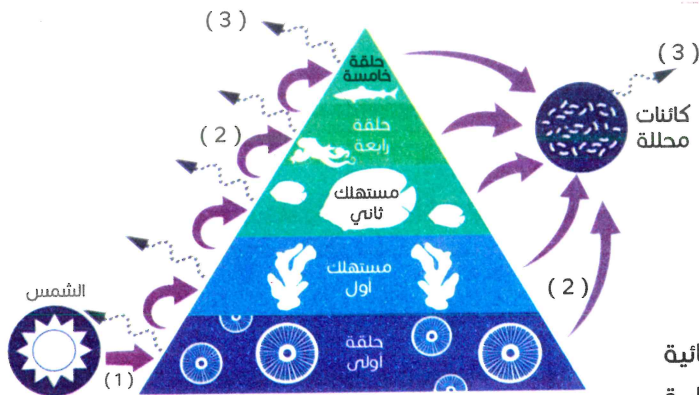 ( 3 )
حلقة
خامسة
( 3 )
كائنات
محللة
حلقة
رابعة
( 2 )
مستهلك
ثاني
مستهلك
أول
( 2 )
الشمس
حلقة
أولى
(1)